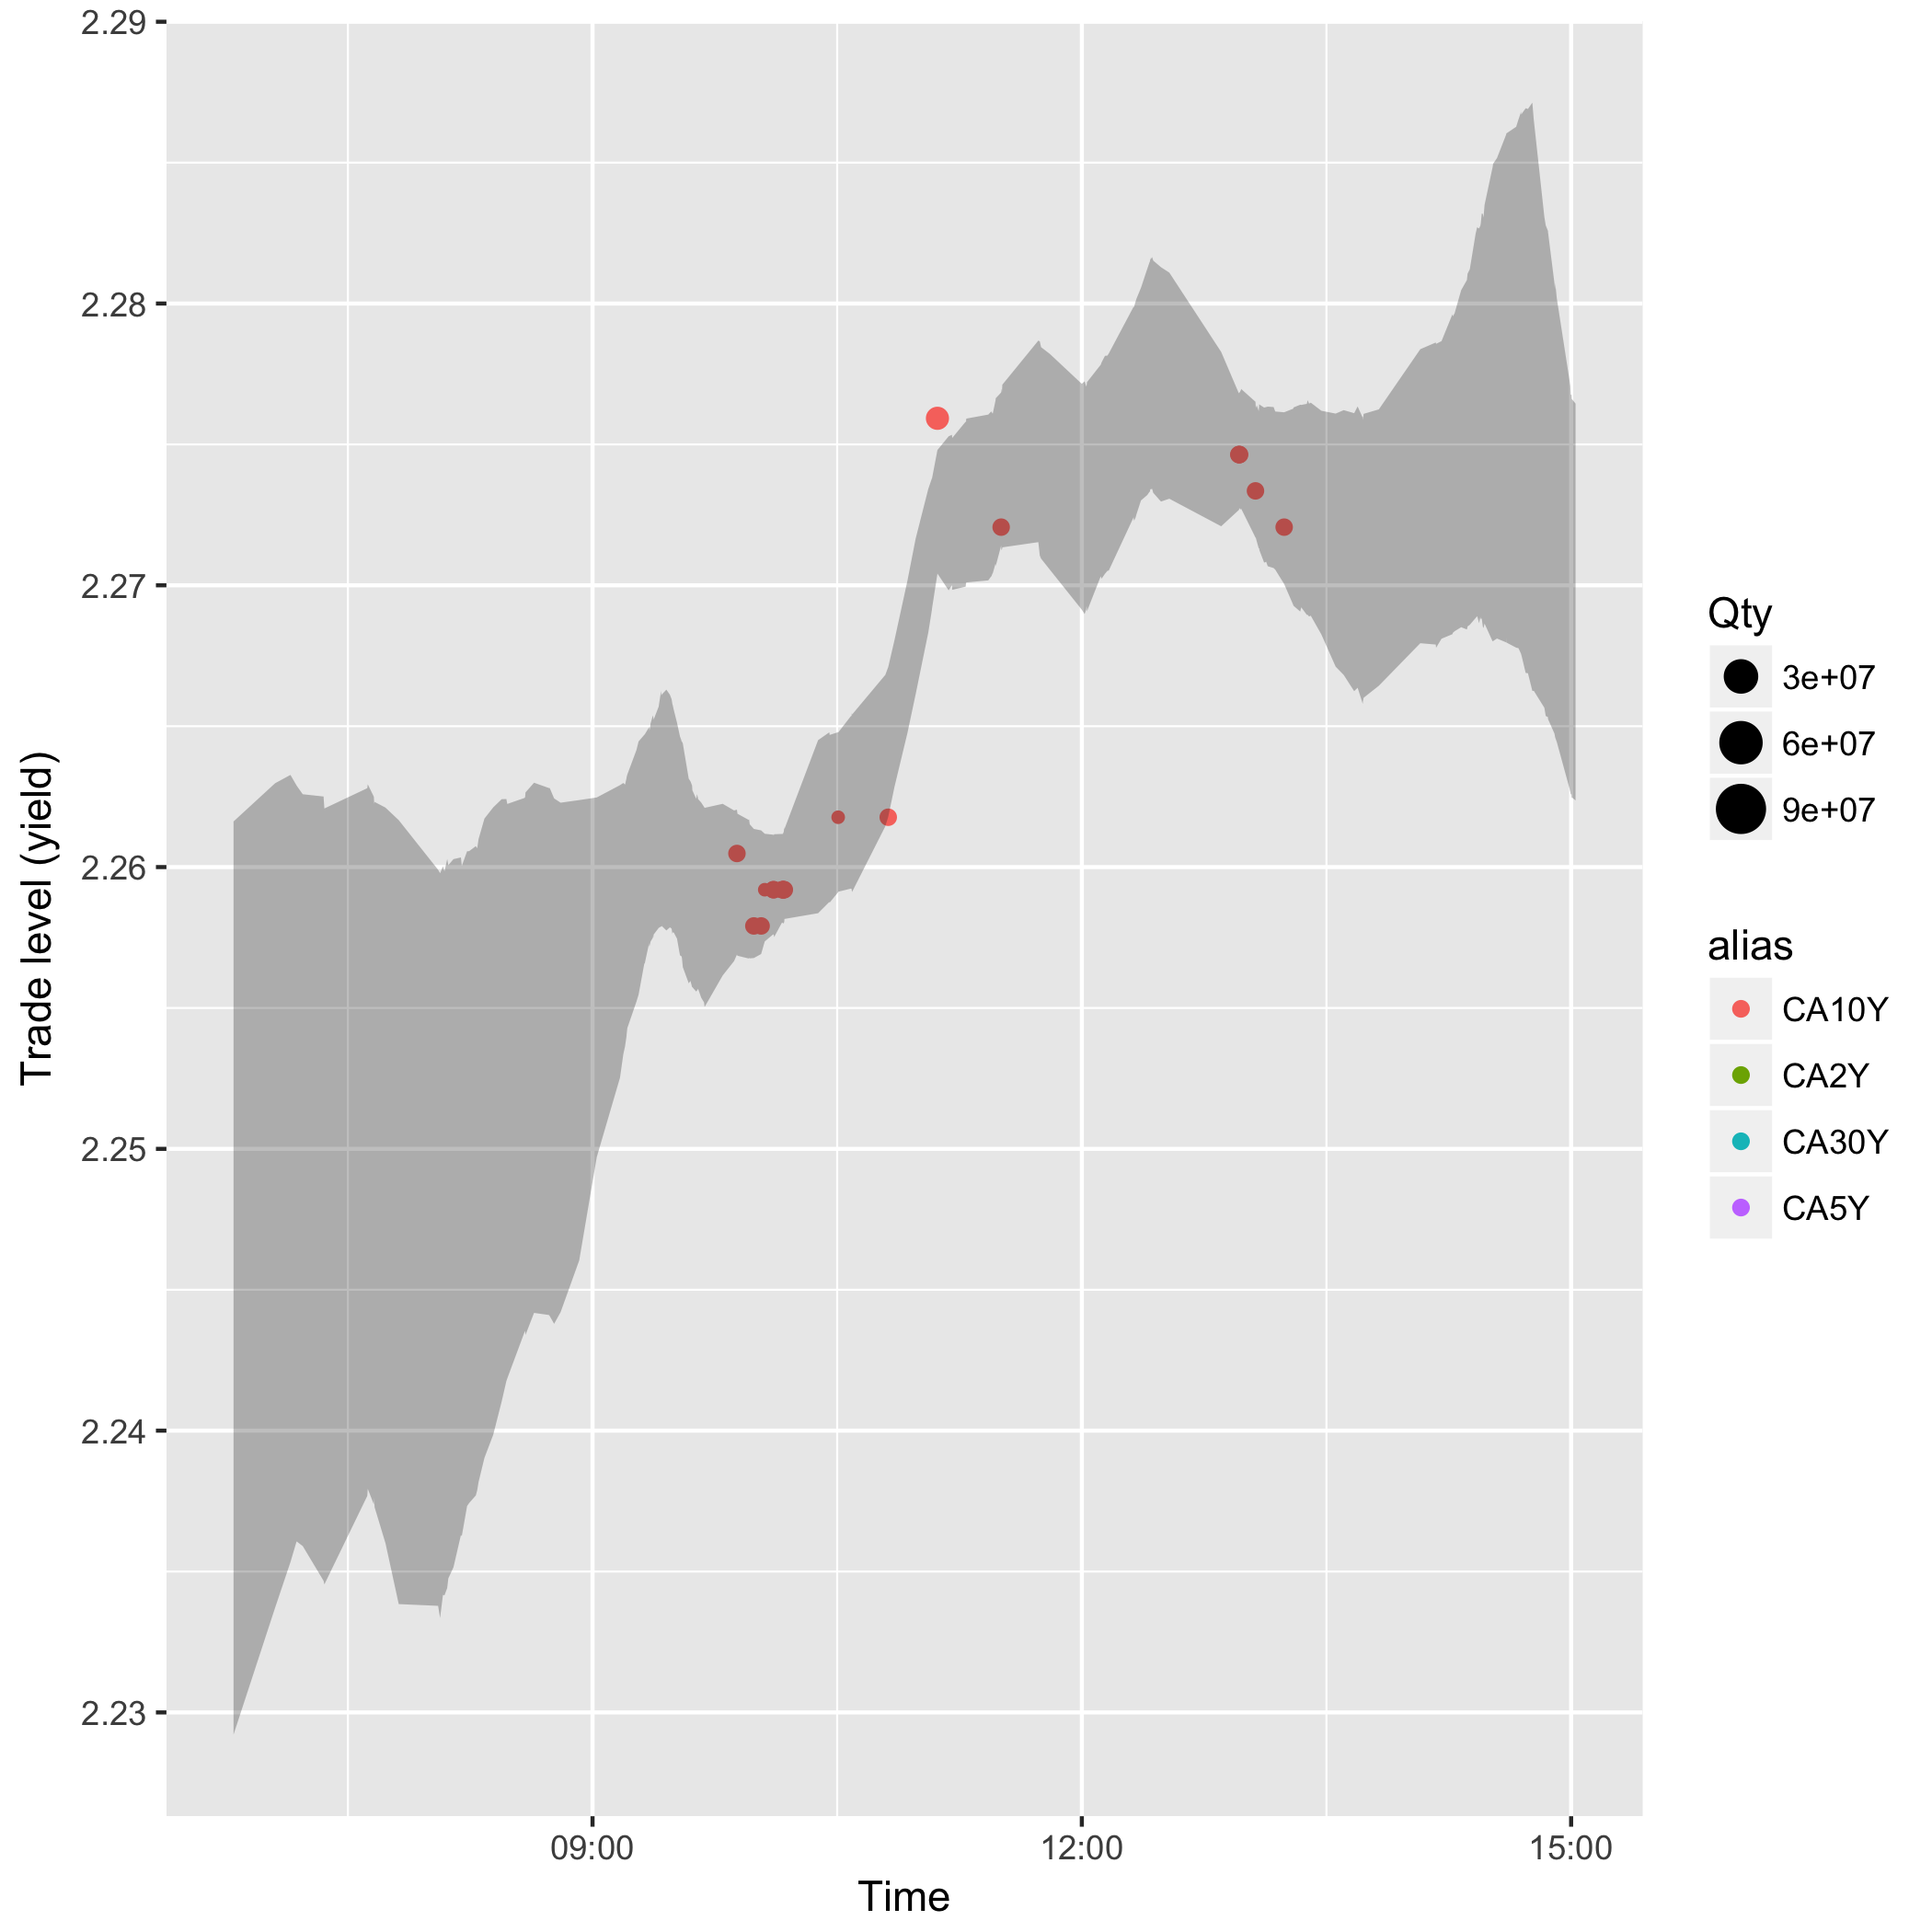 2.29
2.28
2.27
2.26
2.25
2.24
2.23
Trade level (yield)
09:00
12:00
15:00
Time
Qty
3e+07
6e+07
9e+07
alias
CA10Y
CA2Y
CA30Y
CA5Y